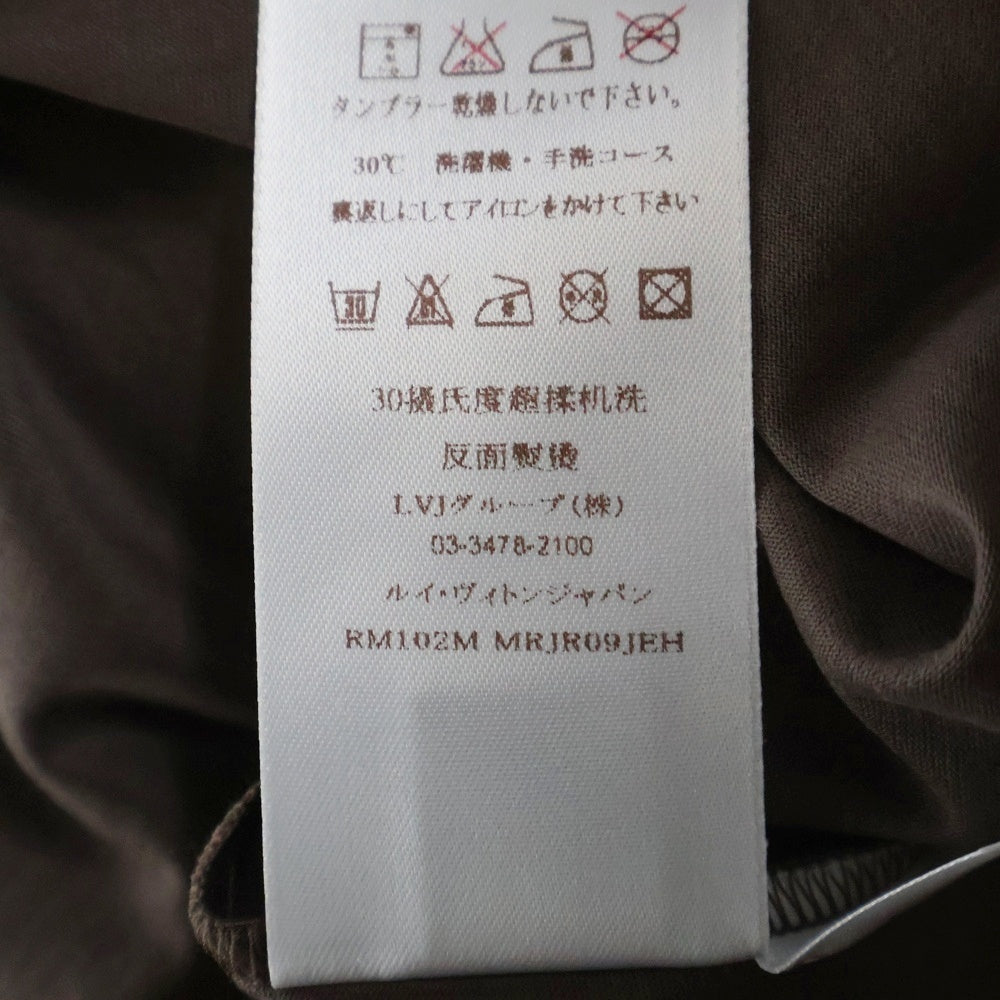 タンブラー乾燥しないで下さい。
30℃ 洗濯機・手洗コース
裏返しにしてアイロンをかけて下さい
30
30攝氏度超揉机洗
反面製燙
LVJグループ(株)
03-3478-2100
ルイ・ヴィトンジャパン
RM102M MRJR09JEH